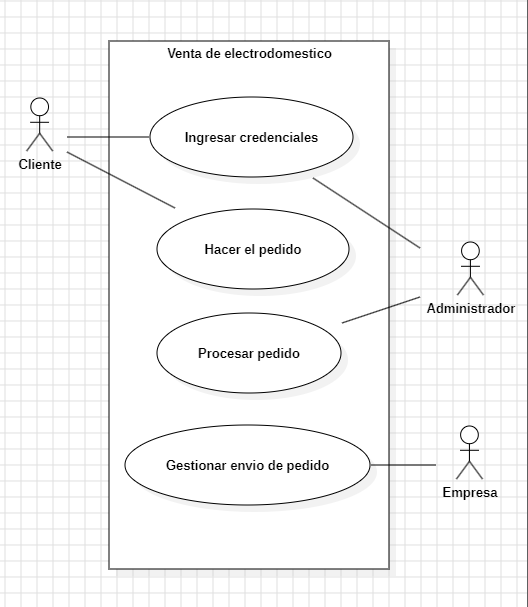 Venta de electrodomestico
Ingresar credenciales
Cliente
Hacer el pedido
Administrador
Procesar pedido
Gestionar envio de pedido
Empresa